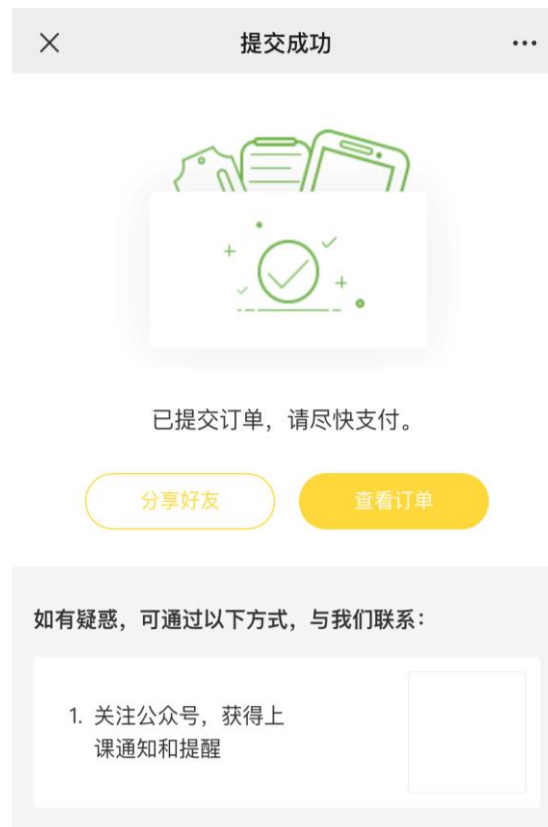 提交成功
已提交订单，请尽快支付。
分享好友
查看订单
如有疑惑，可通过以下方式，与我们联系：
1. 关注公众号，获得上
课通知和提醒